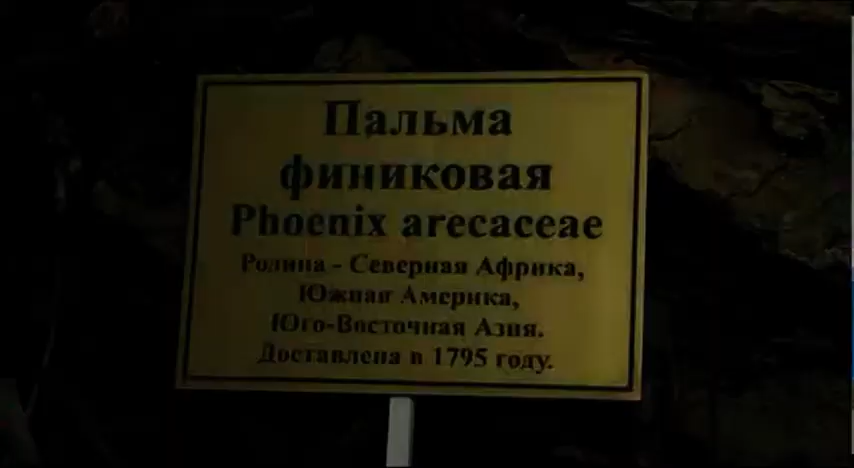 Пальма
финиковая
Phoenix arecaceae
Родина - Северная Африка,
Южная Америка,
Юго-Восточная Азия.
Доставлена в 1795 году.